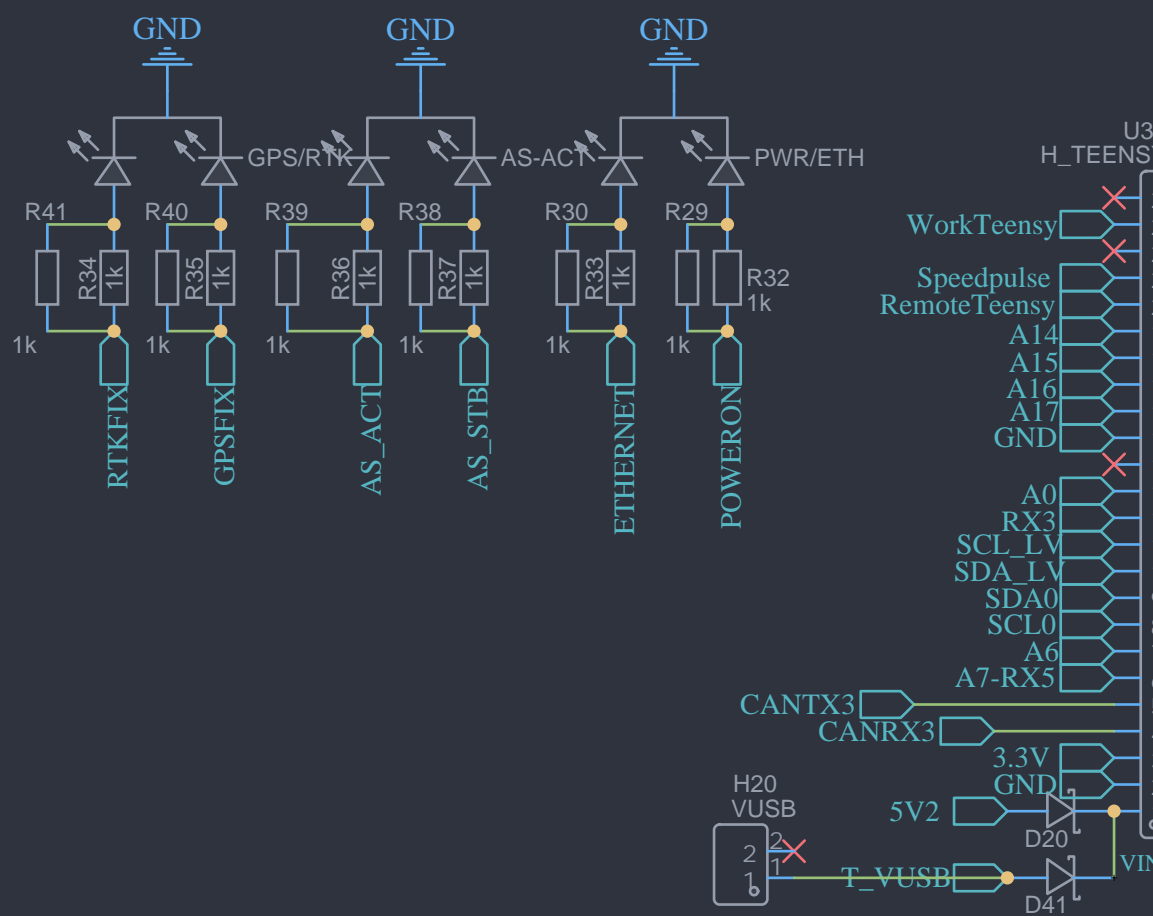 GND GND GND
GPS/RTK AS-ACT PWR/ETH
U3
H_TEENSY
R41 R40 R39 R38 R30 R29
R34 1k R35 1k R36 1k R37 1k R33 1k R32
1k
1k 1k 1k 1k 1k 1k
RTKFIX GPSFIX AS_ACT AS_STB ETHERNET POWERON
WorkTeensy
Speedpulse
RemoteTeensy
A14
A15
A16
A17
GND
A0
RX3
SCL_LV
SDA_LV
SDA0
SCL0
A6
A7-RX5
CANTX3
CANRX3
3.3V
GND
H20
VUSB
5V2
D20
2 2
1 1
T_VUSB
VIN
D41